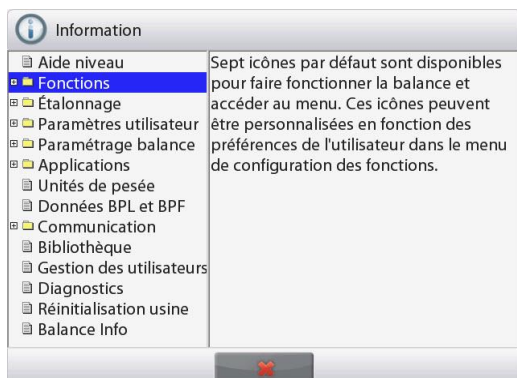 Information
Aide niveau
Fonctions
Étalonnage
Paramètres utilisateur
Paramétrage balance
Applications
Unités de pesée
Données BPL et BPF
Communication
Bibliothèque
Gestion des utilisateurs
Diagnostics
Réinitialisation usine
Balance Info
Sept icônes par défaut sont disponibles
pour faire fonctionner la balance et
accéder au menu. Ces icônes peuvent
être personnalisées en fonction des
préférences de l'utilisateur dans le menu
de configuration des fonctions.